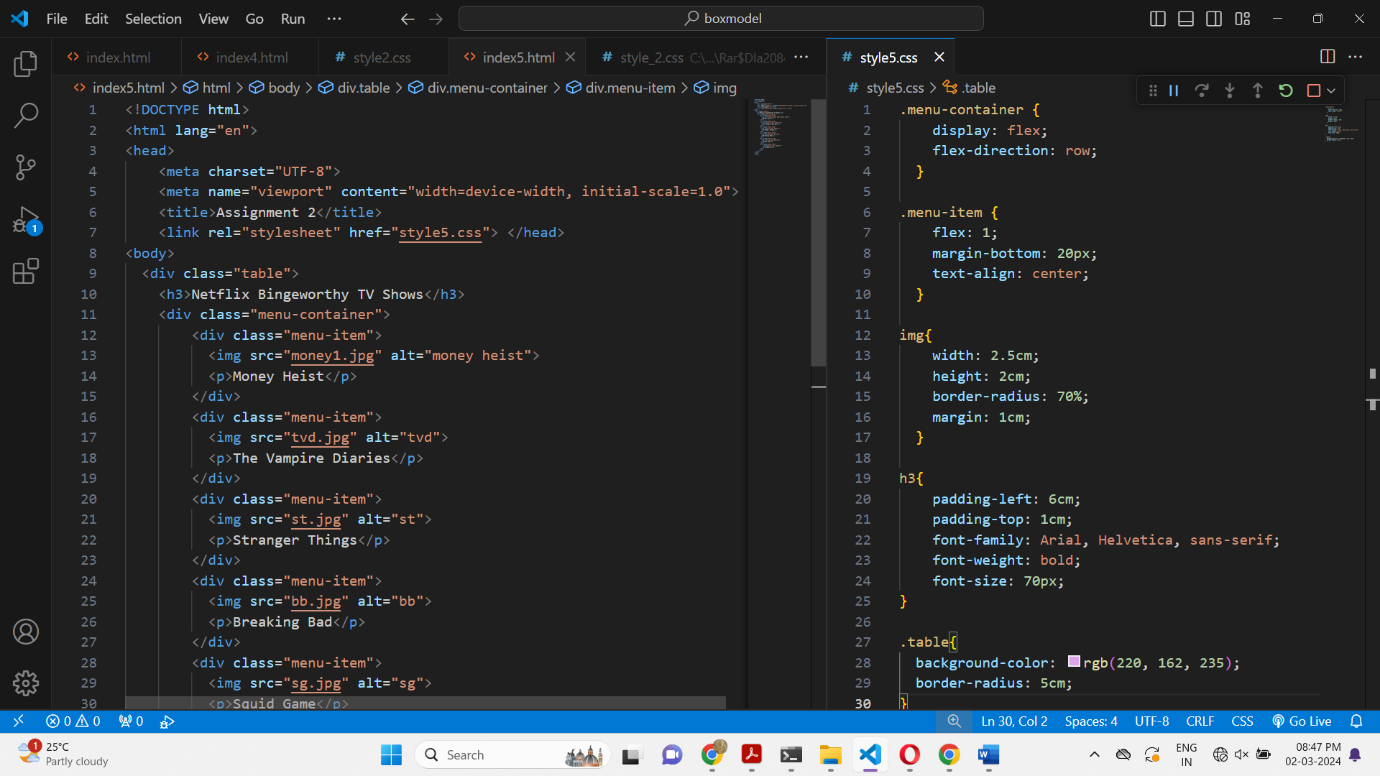 File Edit Selection View Go Run ··· boxmodel
index.html index4.html # style2.css index5.html # style_2.css C:\...\Rar$DIa208 ··· # style5.css
index5.html > html > body > div.table > div.menu-container > div.menu-item > img
# style5.css > .table
1 <!DOCTYPE html>
2 <html lang="en">
3 <head>
4 <meta charset="UTF-8">
5 <meta name="viewport" content="width=device-width, initial-scale=1.0">
6 <title>Assignment 2</title>
7 <link rel="stylesheet" href="style5.css"> </head>
8 <body>
9 <div class="table">
10 <h3>Netflix Bingeworthy TV Shows</h3>
11 <div class="menu-container">
12 <div class="menu-item">
13 <img src="money1.jpg" alt="money heist">
14 <p>Money Heist</p>
15 </div>
16 <div class="menu-item">
17 <img src="tvd.jpg" alt="tvd">
18 <p>The Vampire Diaries</p>
19 </div>
20 <div class="menu-item">
21 <img src="st.jpg" alt="st">
22 <p>Stranger Things</p>
23 </div>
24 <div class="menu-item">
25 <img src="bb.jpg" alt="bb">
26 <p>Breaking Bad</p>
27 </div>
28 <div class="menu-item">
29 <img src="sg.jpg" alt="sg">
30 <p>Squid Game</p>
1 .menu-container {
2 display: flex;
3 flex-direction: row;
4 }
5
6 .menu-item {
7 flex: 1;
8 margin-bottom: 20px;
9 text-align: center;
10 }
11
12 img{
13 width: 2.5cm;
14 height: 2cm;
15 border-radius: 70%;
16 margin: 1cm;
17 }
18
19 h3{
20 padding-left: 6cm;
21 padding-top: 1cm;
22 font-family: Arial, Helvetica, sans-serif;
23 font-weight: bold;
24 font-size: 70px;
25 }
26
27 .table{
28 background-color: rgb(220, 162, 235);
29 border-radius: 5cm;
30 }
1
0 0 0 Ln 30, Col 2 Spaces: 4 UTF-8 CRLF CSS Go Live
1 25°C
Partly cloudy
Search
ENG
IN
08:47 PM
02-03-2024